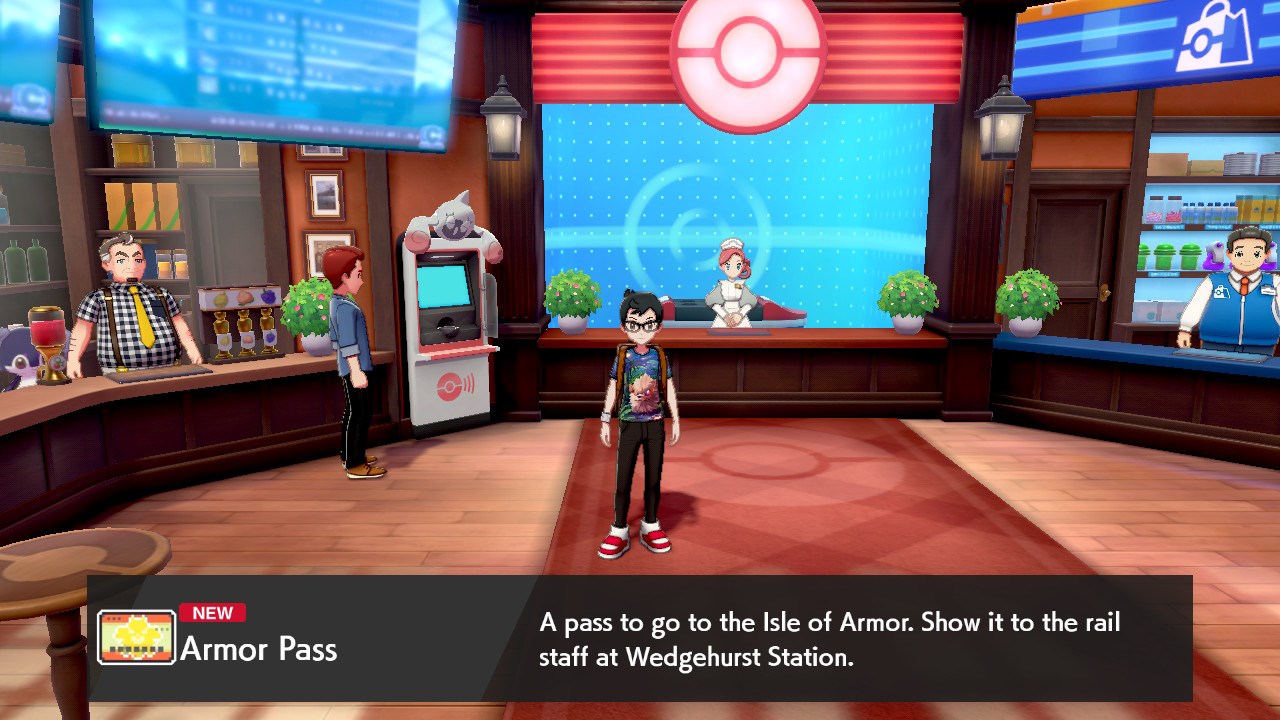 NEW
Armor Pass
A pass to go to the Isle of Armor. Show it to the rail
staff at Wedgehurst Station.